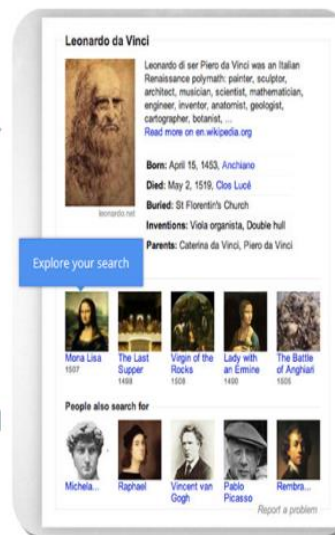 Leonardo da Vinci
Leonardo di ser Piero da Vinci was an Italian
Renaissance polymath: painter, sculptor,
architect, musician, scientist, mathematician,
engineer, inventor, anatomist, geologist,
cartographer, botanist, ...
Read more on en.wikipedia.org
leonardo.net
Born: April 15, 1453, Anchiano
Died: May 2, 1519, Clos Lucé
Buried: St Florentin's Church
Inventions: Viola organista, Double hull
Parents: Caterina da Vinci, Piero da Vinci
Explore your search
Mona Lisa
1507
The Last
Supper
1498
Virgin of the
Rocks
1508
Lady with
an Ermine
1490
The Battle
of Anghiari
1505
People also search for
Michela...
Raphael
Vincent van
Gogh
Pablo
Picasso
Rembra...
Report a problem